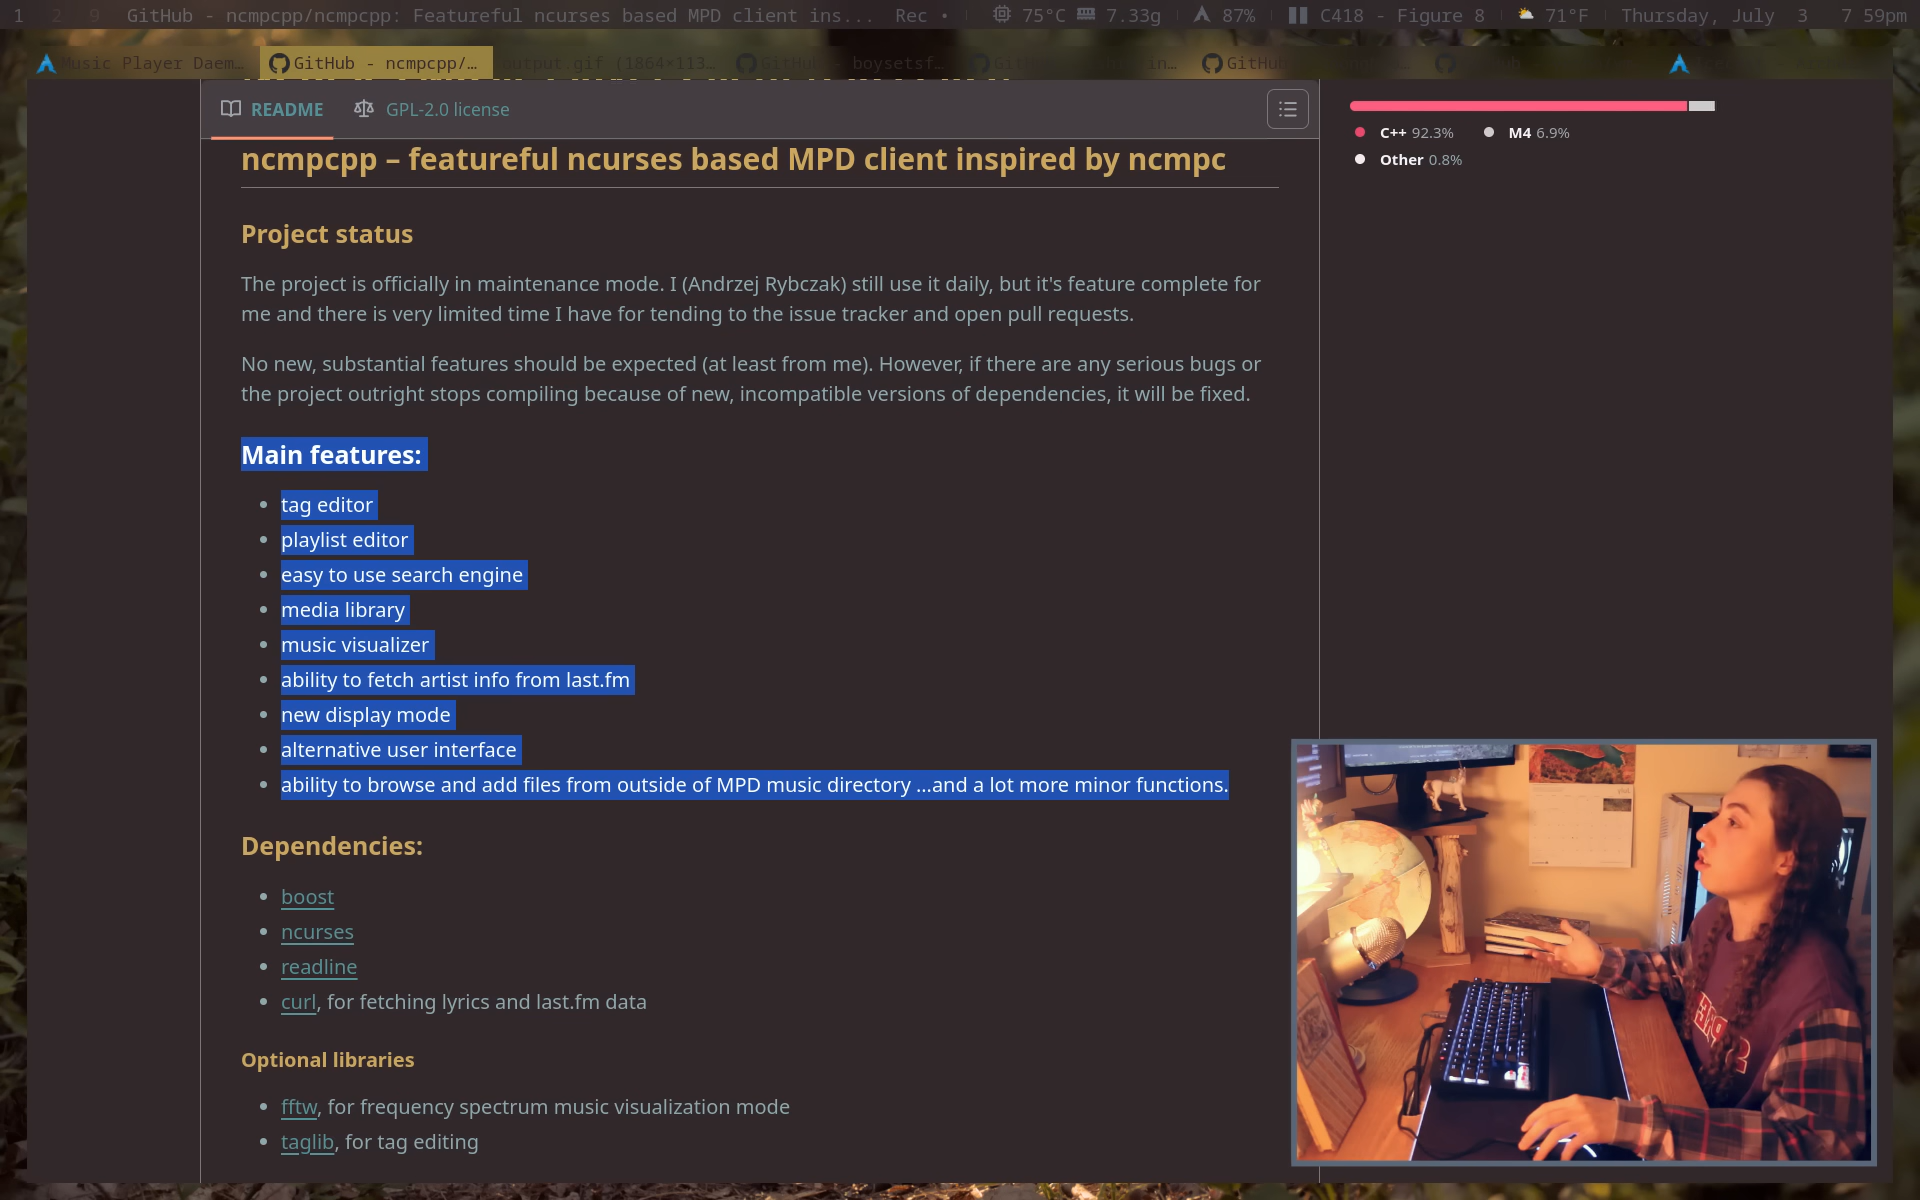 1 2 9 GitHub - ncmpcpp/ncmpcpp: Featureful ncurses based MPD client ins... Rec • 75°C 7.33g 87% C418 - Figure 8 71°F Thursday, July 3 7 59pm
Music Player Daem… GitHub - ncmpcpp/… output.gif (1864×113… boysetsf… in… GitHub
README GPL-2.0 license
C++ 92.3% M4 6.9%
Other 0.8%
ncmpcpp – featureful ncurses based MPD client inspired by ncmpc
Project status
The project is officially in maintenance mode. I (Andrzej Rybczak) still use it daily, but it's feature complete for
me and there is very limited time I have for tending to the issue tracker and open pull requests.
No new, substantial features should be expected (at least from me). However, if there are any serious bugs or
the project outright stops compiling because of new, incompatible versions of dependencies, it will be fixed.
Main features:
tag editor
playlist editor
easy to use search engine
media library
music visualizer
ability to fetch artist info from last.fm
new display mode
alternative user interface
ability to browse and add files from outside of MPD music directory ...and a lot more minor functions.
Dependencies:
boost
ncurses
readline
curl, for fetching lyrics and last.fm data
Optional libraries
fftw, for frequency spectrum music visualization mode
taglib, for tag editing